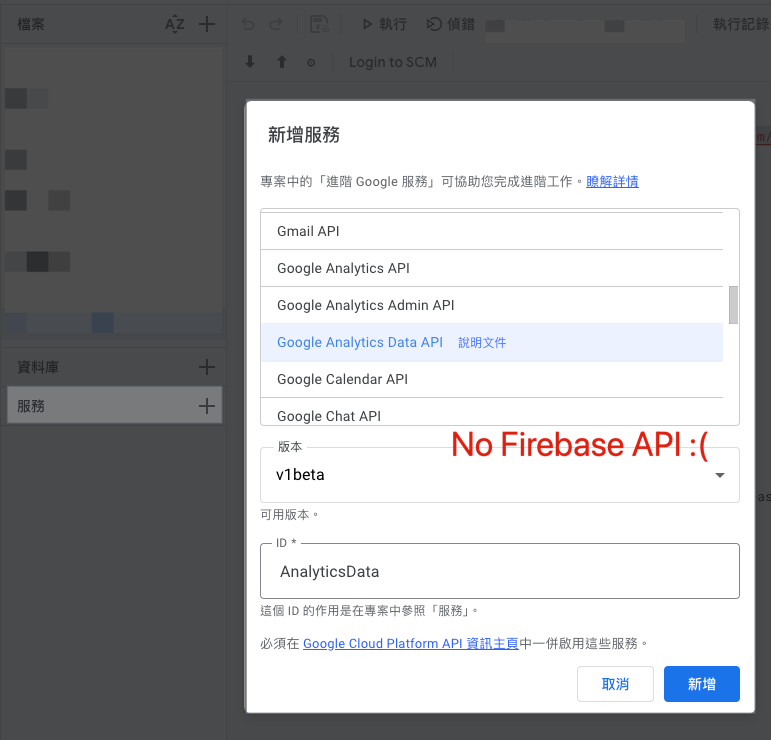 檔案
執行
偵錯
執行記錄
Login to SCM
新增服務
專案中的「進階 Google 服務」可協助您完成進階工作。瞭解詳情
Gmail API
Google Analytics API
Google Analytics Admin API
Google Analytics Data API 說明文件
Google Calendar API
Google Chat API
No Firebase API :(
資料庫
服務
版本
v1beta
可用版本。
ID *
AnalyticsData
這個 ID 的作用是在專案中參照「服務」。
必須在 Google Cloud Platform API 資訊主頁中一併啟用這些服務。
取消
新增